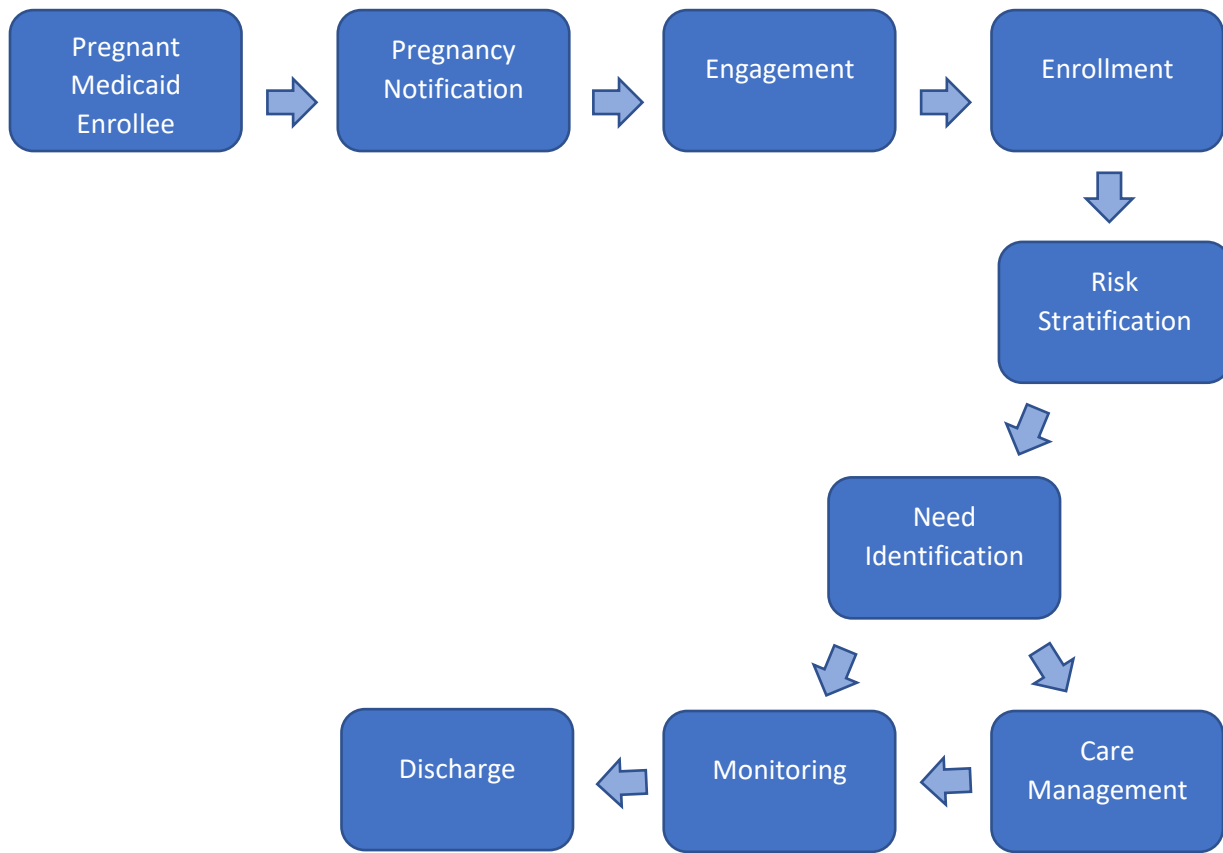 Pregnant
Medicaid
Enrollee
Pregnancy
Notification
Engagement
Enrollment
Risk
Stratification
Need
Identification
Care
Management
Monitoring
Discharge